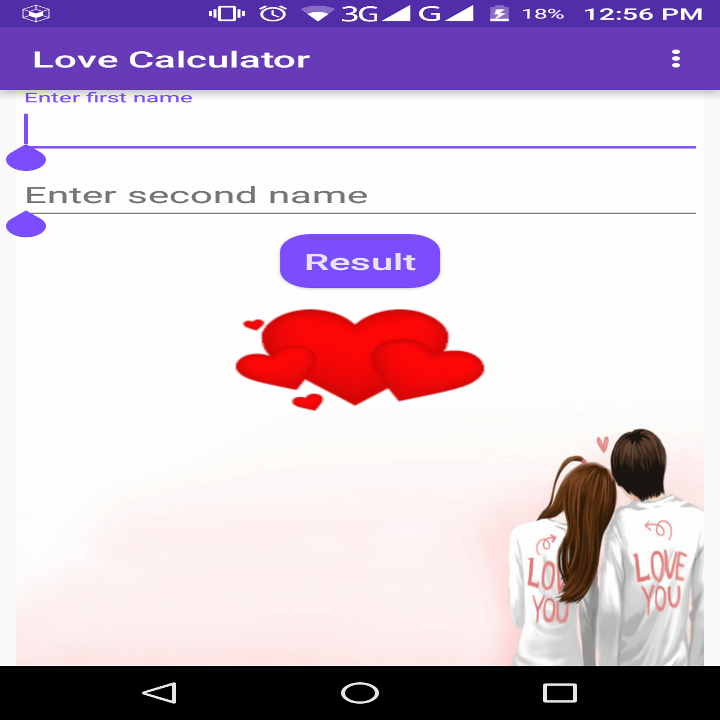 3G G 18% 12:56 PM
Love Calculator
Enter first name
Enter second name
Result
LOVE
YOU
LOVE
YOU